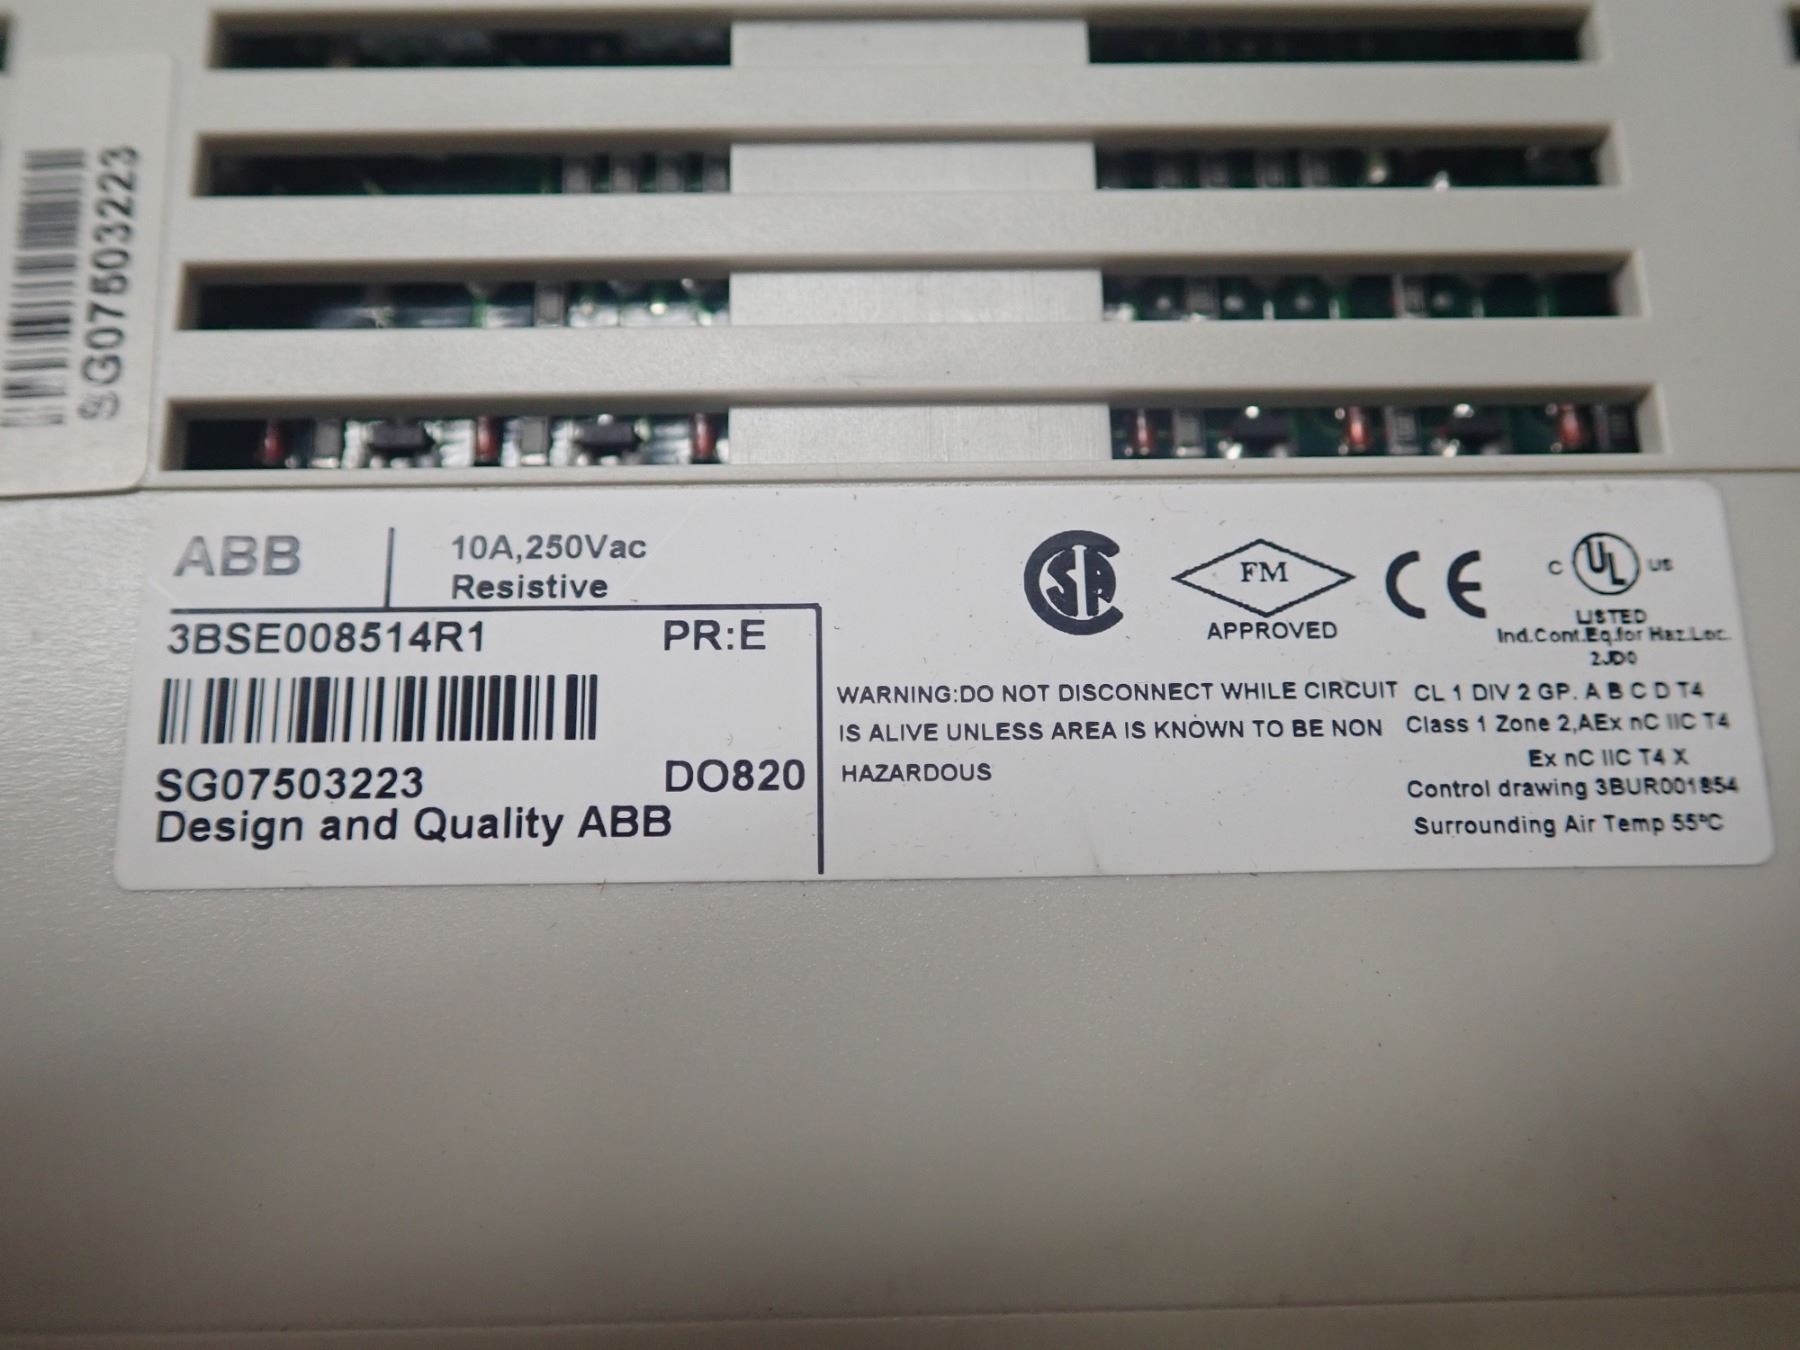 SG07503223
ABB
10A,250Vac
Resistive
3BSE008514R1 PR:E
SG07503223 DO820
Design and Quality ABB
CSA
FM
APPROVED
CE
C UL US
LISTED
Ind.Cont.Eq.for Haz.Loc.
2JD0
WARNING:DO NOT DISCONNECT WHILE CIRCUIT
IS ALIVE UNLESS AREA IS KNOWN TO BE NON
HAZARDOUS
CL 1 DIV 2 GP. A B C D T4
Class 1 Zone 2,AEx nC IIC T4
Ex nC IIC T4 X
Control drawing 3BUR001854
Surrounding Air Temp 55°C